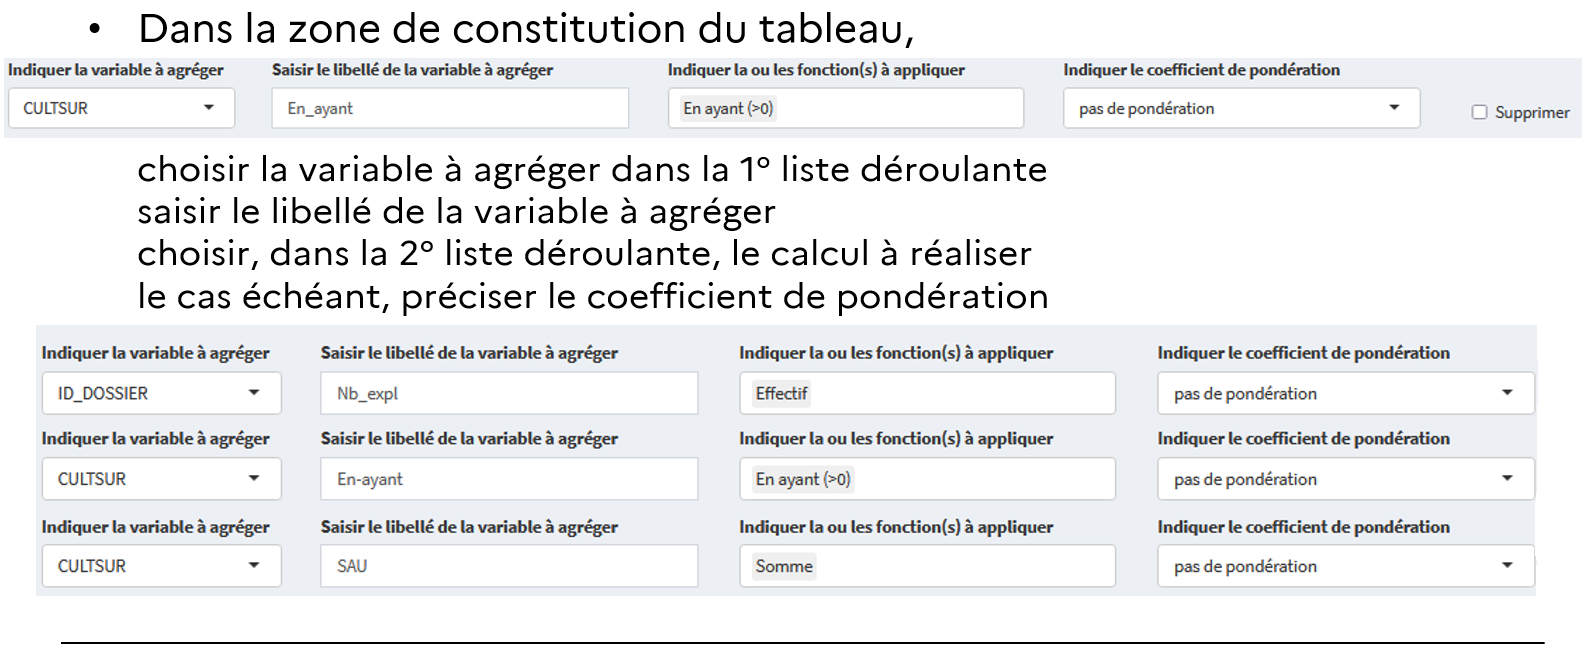 • Dans la zone de constitution du tableau,
Indiquer la variable à agréger Saisir le libellé de la variable à agréger Indiquer la ou les fonction(s) à appliquer Indiquer le coefficient de pondération
CULTSUR En_ayant En ayant (>0) pas de pondération Supprimer
choisir la variable à agréger dans la 1° liste déroulante
saisir le libellé de la variable à agréger
choisir, dans la 2° liste déroulante, le calcul à réaliser
le cas échéant, préciser le coefficient de pondération
Indiquer la variable à agréger Saisir le libellé de la variable à agréger Indiquer la ou les fonction(s) à appliquer Indiquer le coefficient de pondération
ID_DOSSIER Nb_expl Effectif pas de pondération
Indiquer la variable à agréger Saisir le libellé de la variable à agréger Indiquer la ou les fonction(s) à appliquer Indiquer le coefficient de pondération
CULTSUR En-ayant En ayant (>0) pas de pondération
Indiquer la variable à agréger Saisir le libellé de la variable à agréger Indiquer la ou les fonction(s) à appliquer Indiquer le coefficient de pondération
CULTSUR SAU Somme pas de pondération